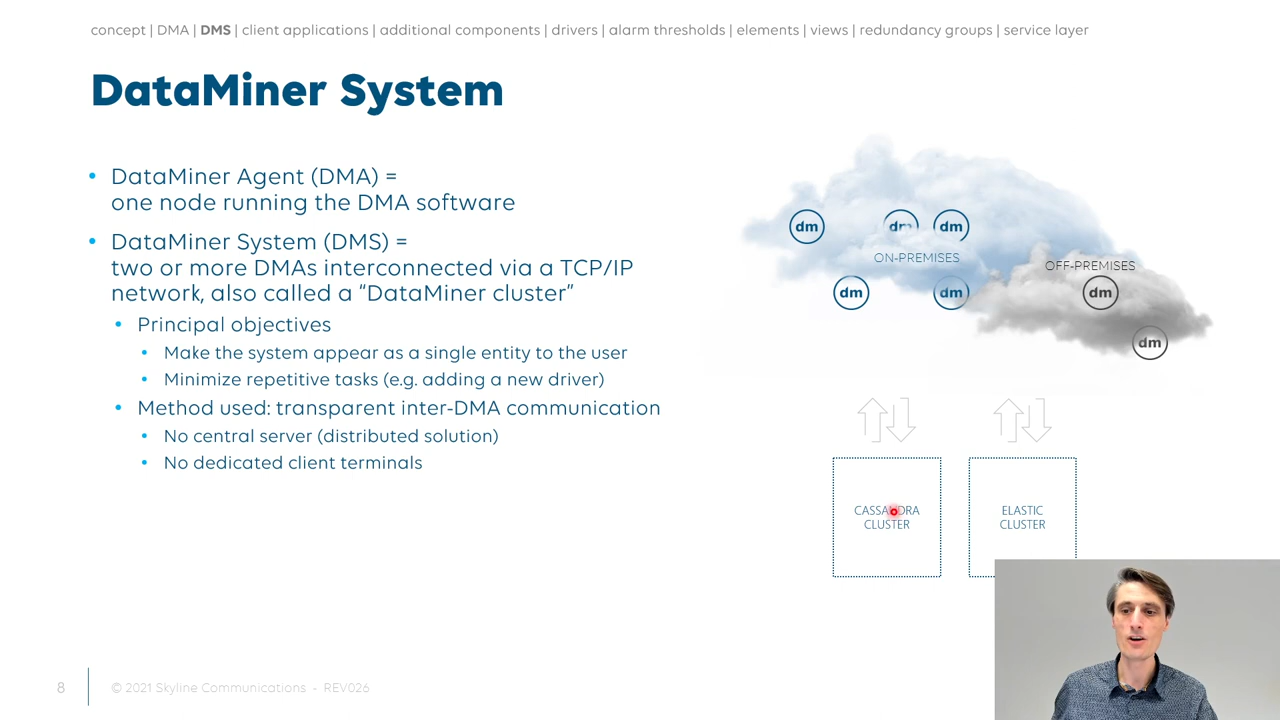 concept | DMA | DMS | client applications | additional components | drivers | alarm thresholds | elements | views | redundancy groups | service layer
DataMiner System
• DataMiner Agent (DMA) =
one node running the DMA software
• DataMiner System (DMS) =
two or more DMAs interconnected via a TCP/IP
network, also called a “DataMiner cluster”
• Principal objectives
• Make the system appear as a single entity to the user
• Minimize repetitive tasks (e.g. adding a new driver)
• Method used: transparent inter-DMA communication
• No central server (distributed solution)
• No dedicated client terminals
dm dm dm
ON-PREMISES
OFF-PREMISES
dm dm dm
dm
CASSANDRA
CLUSTER
ELASTIC
CLUSTER
8
© 2021 Skyline Communications - REV026